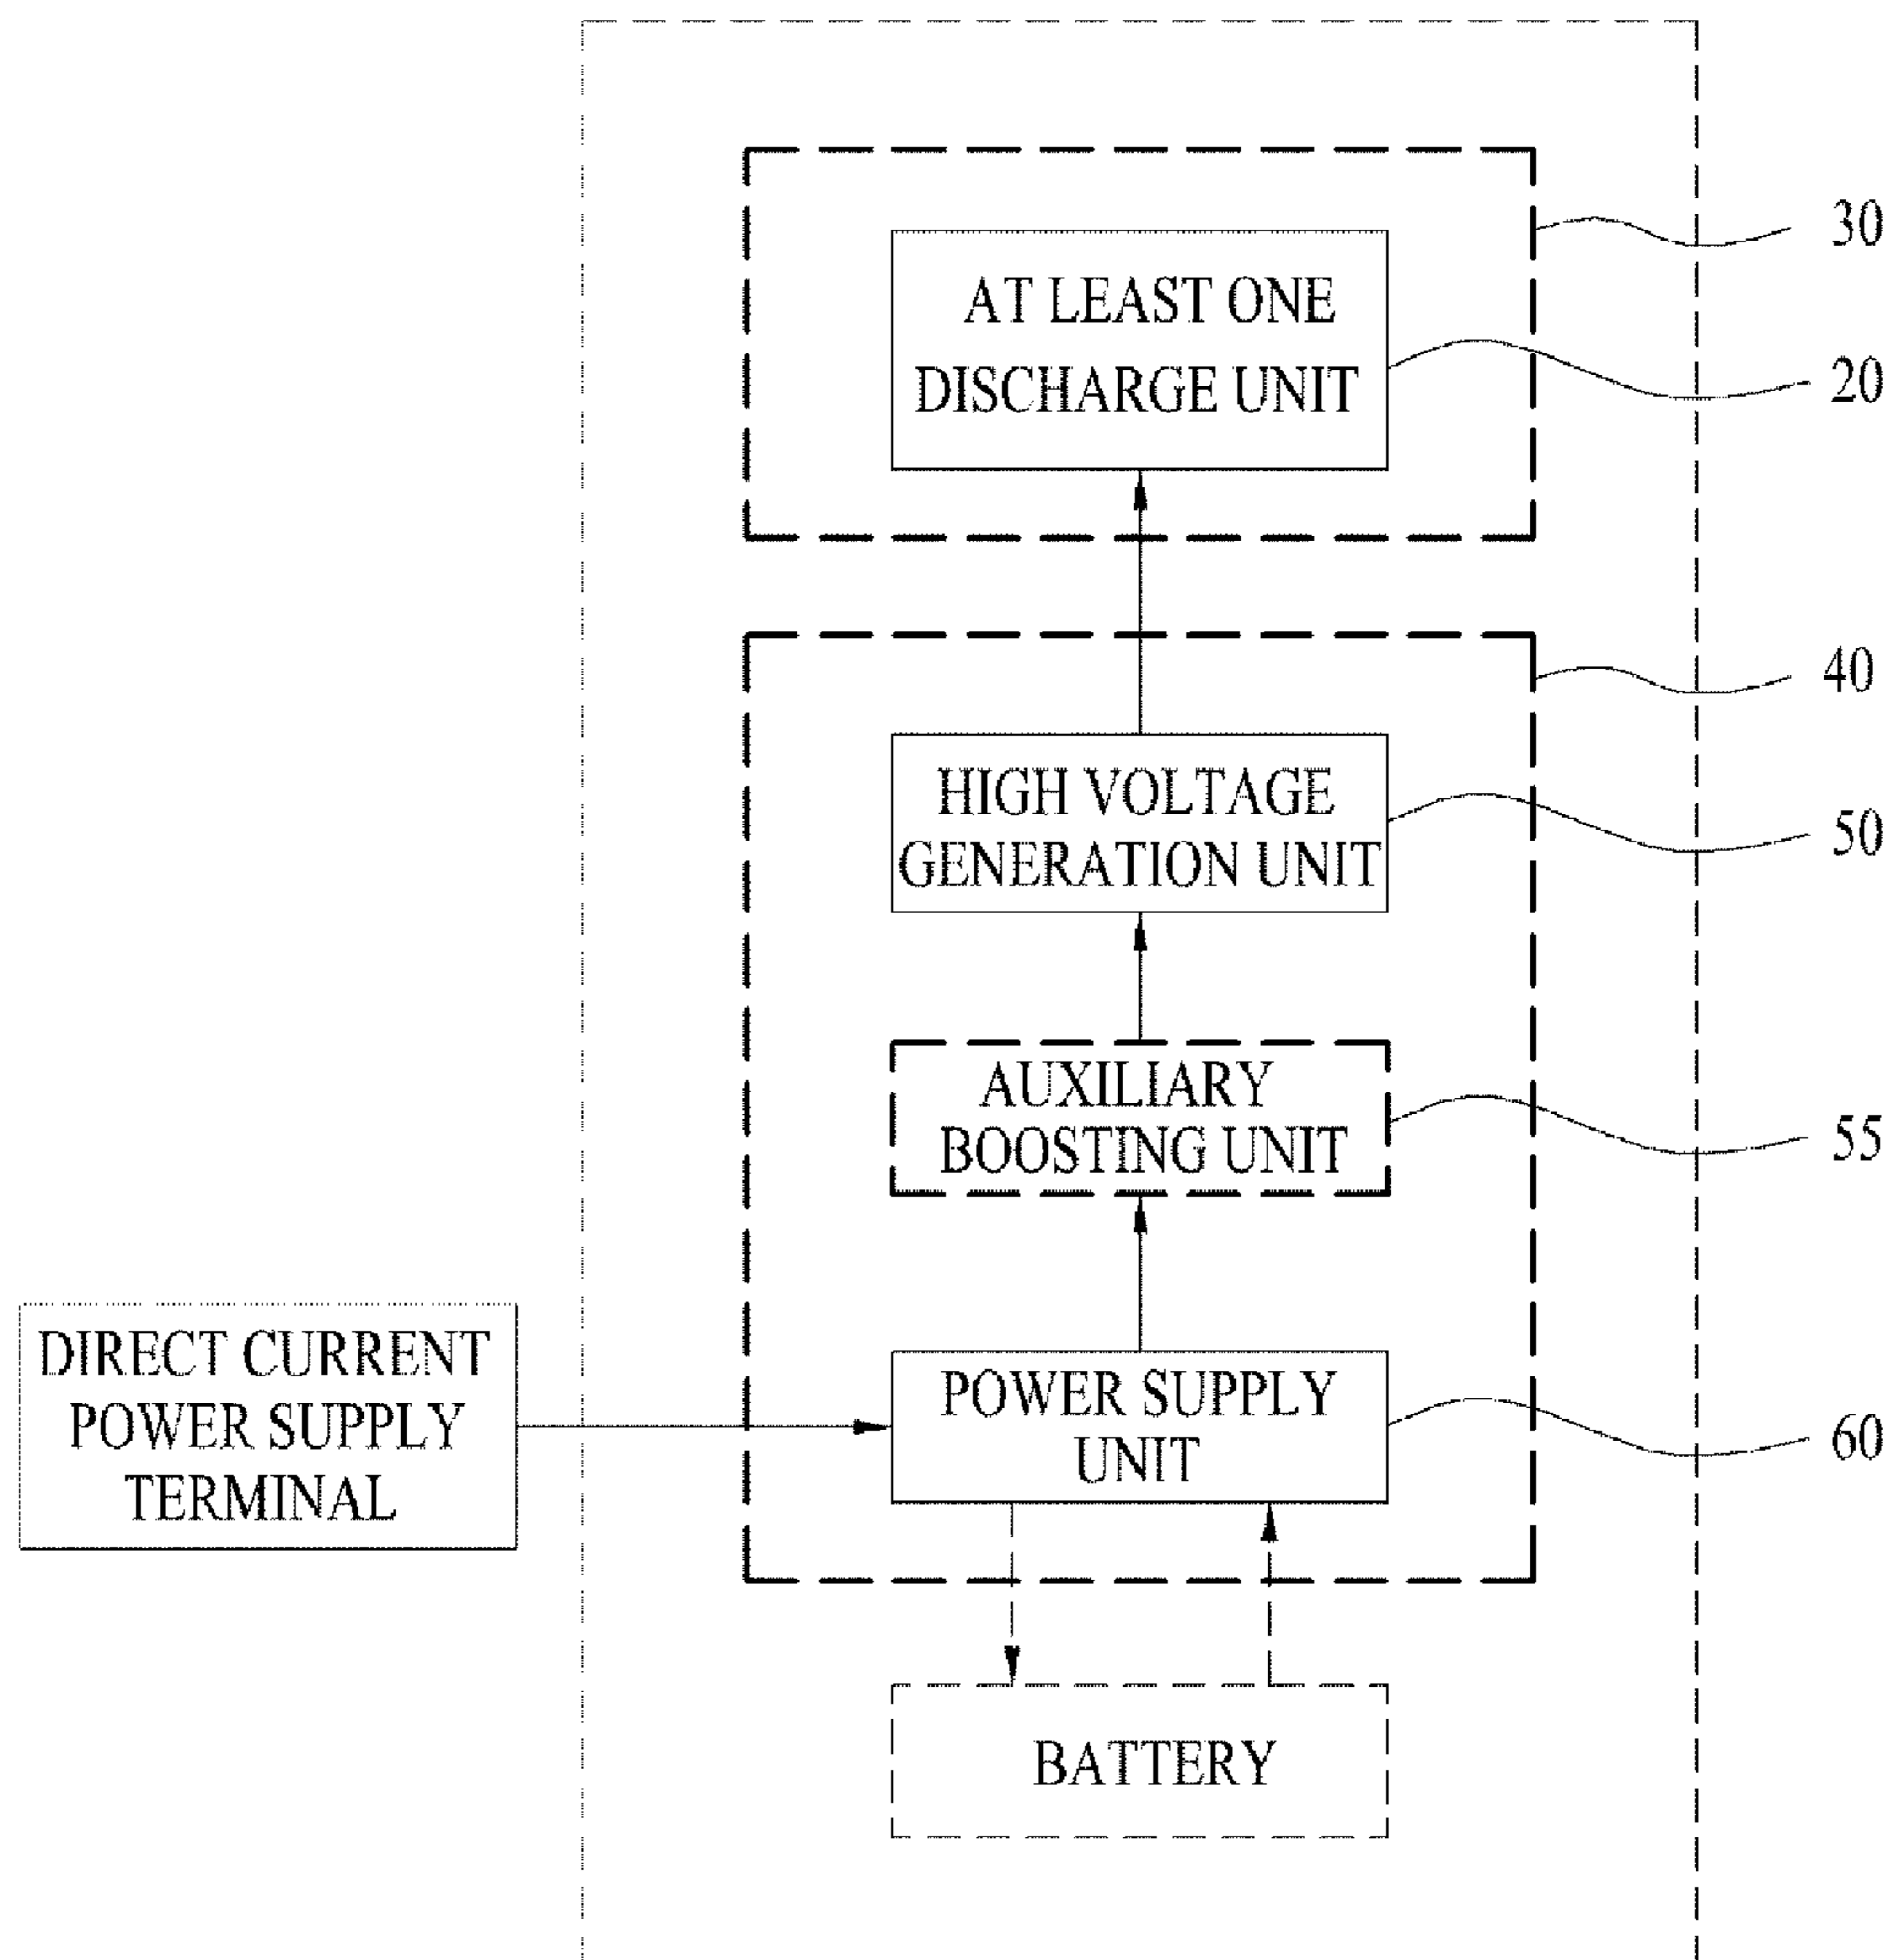 30
AT LEAST ONE
DISCHARGE UNIT
20
40
HIGH VOLTAGE
GENERATION UNIT
50
AUXILIARY
BOOSTING UNIT
55
DIRECT CURRENT
POWER SUPPLY
TERMINAL
POWER SUPPLY
UNIT
60
BATTERY